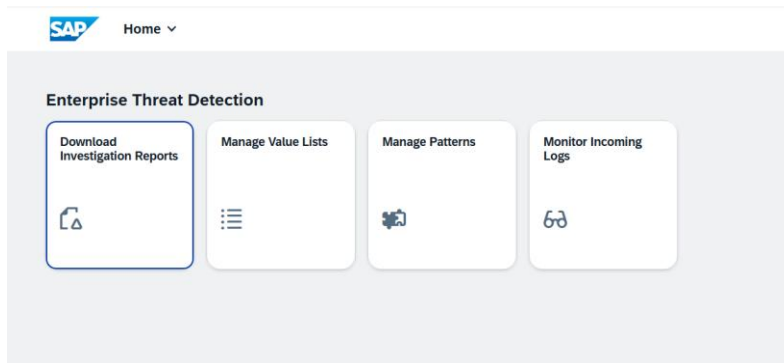 SAP Home
Enterprise Threat Detection
Download
Investigation Reports
Manage Value Lists
Manage Patterns
Monitor Incoming
Logs